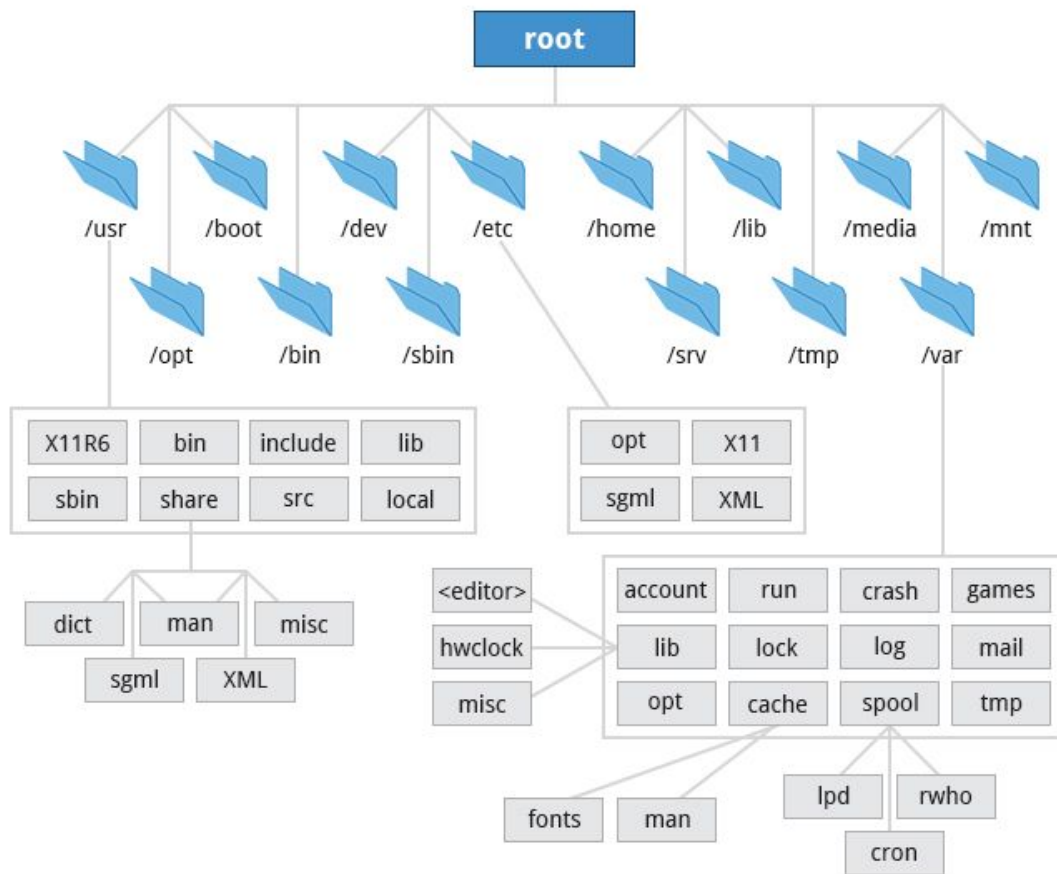 root
/usr
/boot
/dev
/etc
/home
/lib
/media
/mnt
/opt
/bin
/sbin
/srv
/tmp
/var
X11R6
bin
include
lib
sbin
share
src
local
opt
X11
sgml
XML
dict
man
misc
sgml
XML
<editor>
hwclock
misc
account
run
crash
games
lib
lock
log
mail
opt
cache
spool
tmp
fonts
man
lpd
rwho
cron